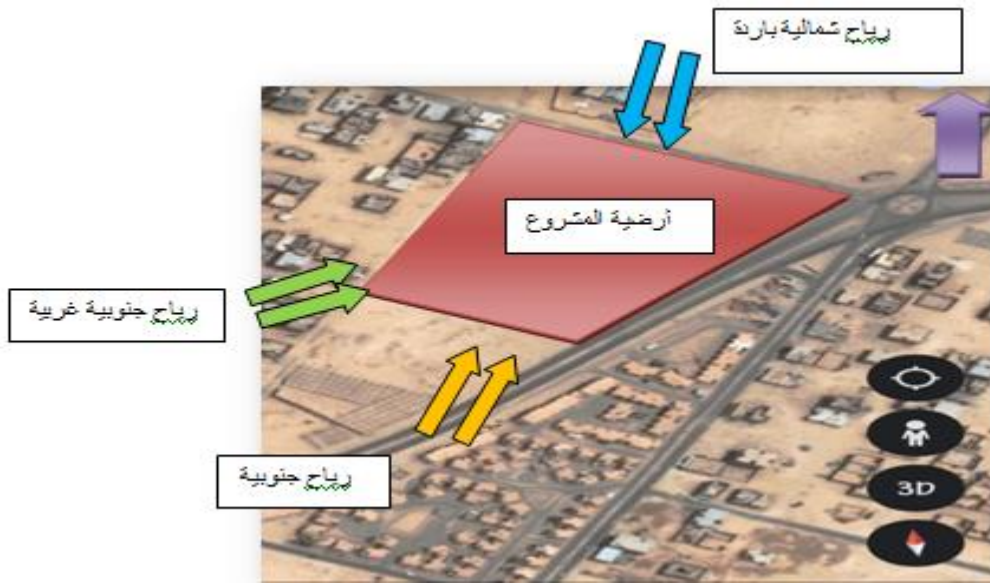 رياح شمالية باردة
أرضية المشروع
رياح جنوبية غربية
رياح جنوبية
3D